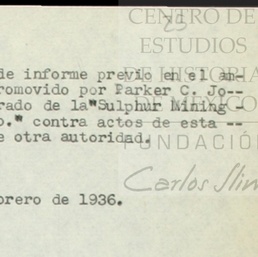 CENTRO DE
23
ESTUDIOS
DE HISTORIA
de informe previo en el am-
promovido por Parker C. Jo--
rado de la "Sulphur Mining -
o." contra actos de esta --
e otra autoridad.
FUNDACIÓN
Carlos Slim
brero de 1936.